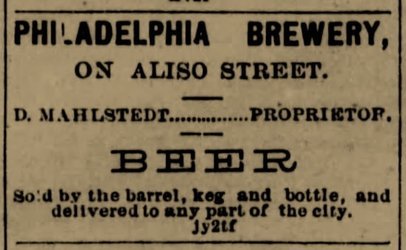 PHILADELPHIA BREWERY,
ON ALISO STREET.
D. MAHLSTEDT...............PROPRIETOR.
BEER
Sold by the barrel, keg and bottle, and
delivered to any part of the city.
jy2tf